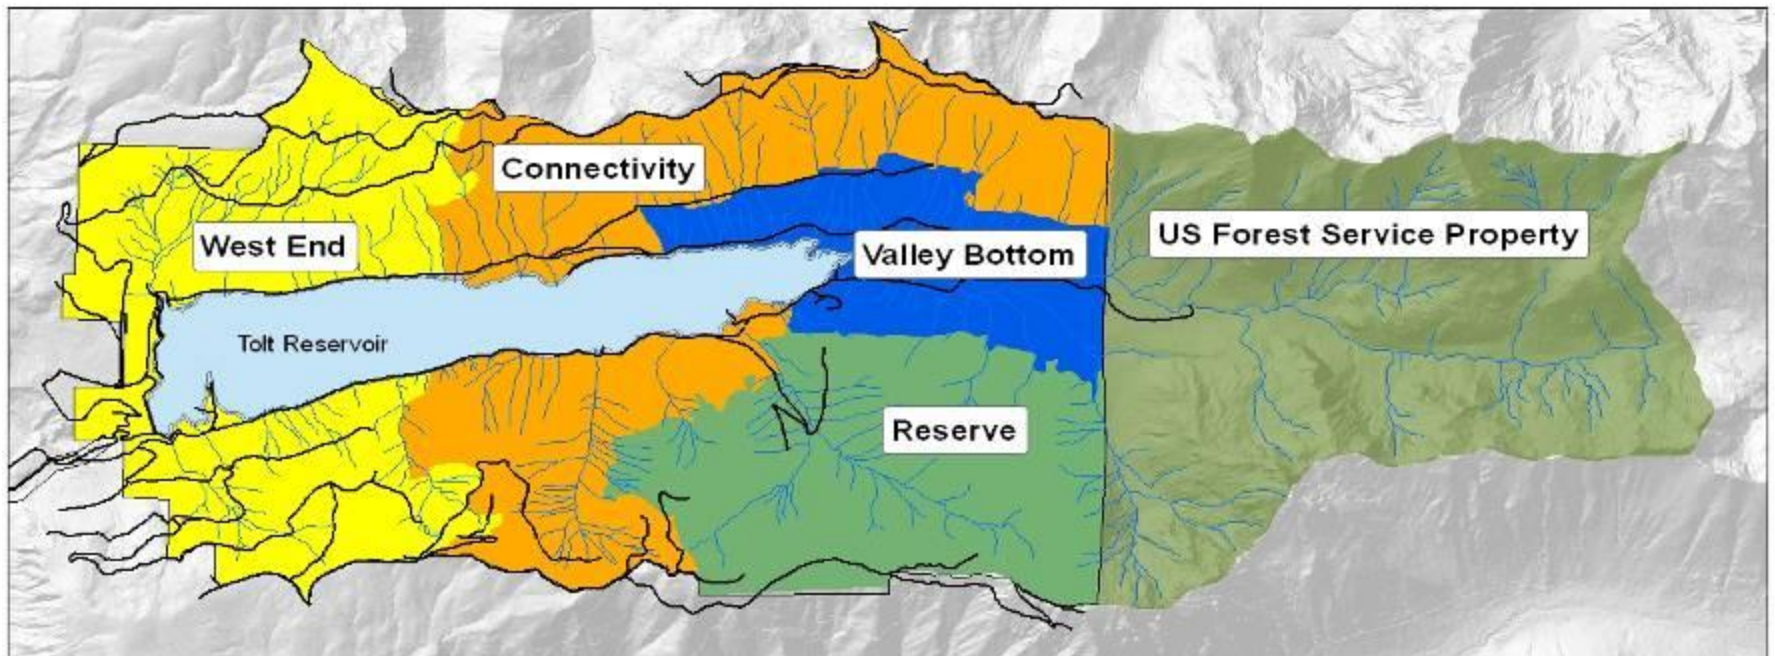 Connectivity
West End
Valley Bottom
US Forest Service Property
Tolt Reservoir
Reserve